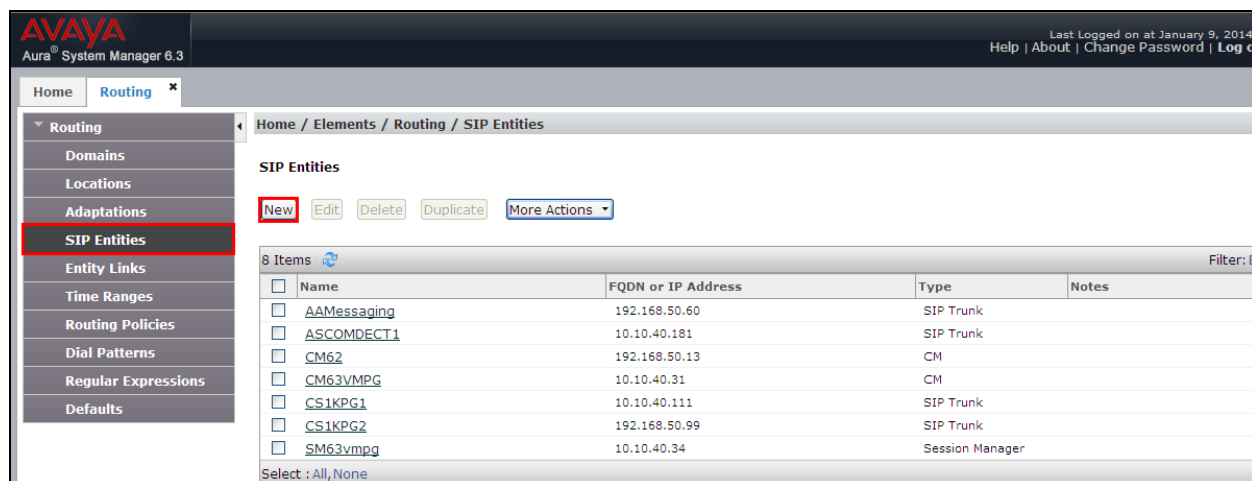 AVAYA
Aura® System Manager 6.3
Last Logged on at January 9, 2014
Help | About | Change Password | Log
Home
Routing ×
Routing
Domains
Locations
Adaptations
SIP Entities
Entity Links
Time Ranges
Routing Policies
Dial Patterns
Regular Expressions
Defaults
Home / Elements / Routing / SIP Entities
SIP Entities
New Edit Delete Duplicate More Actions
8 Items Filter:
Name FQDN or IP Address Type Notes
AAMessaging 192.168.50.60 SIP Trunk
ASCOMDECT1 10.10.40.181 SIP Trunk
CM62 192.168.50.13 CM
CM63VMPG 10.10.40.31 CM
CS1KPG1 10.10.40.111 SIP Trunk
CS1KPG2 192.168.50.99 SIP Trunk
SM63vmpg 10.10.40.34 Session Manager
Select : All, None